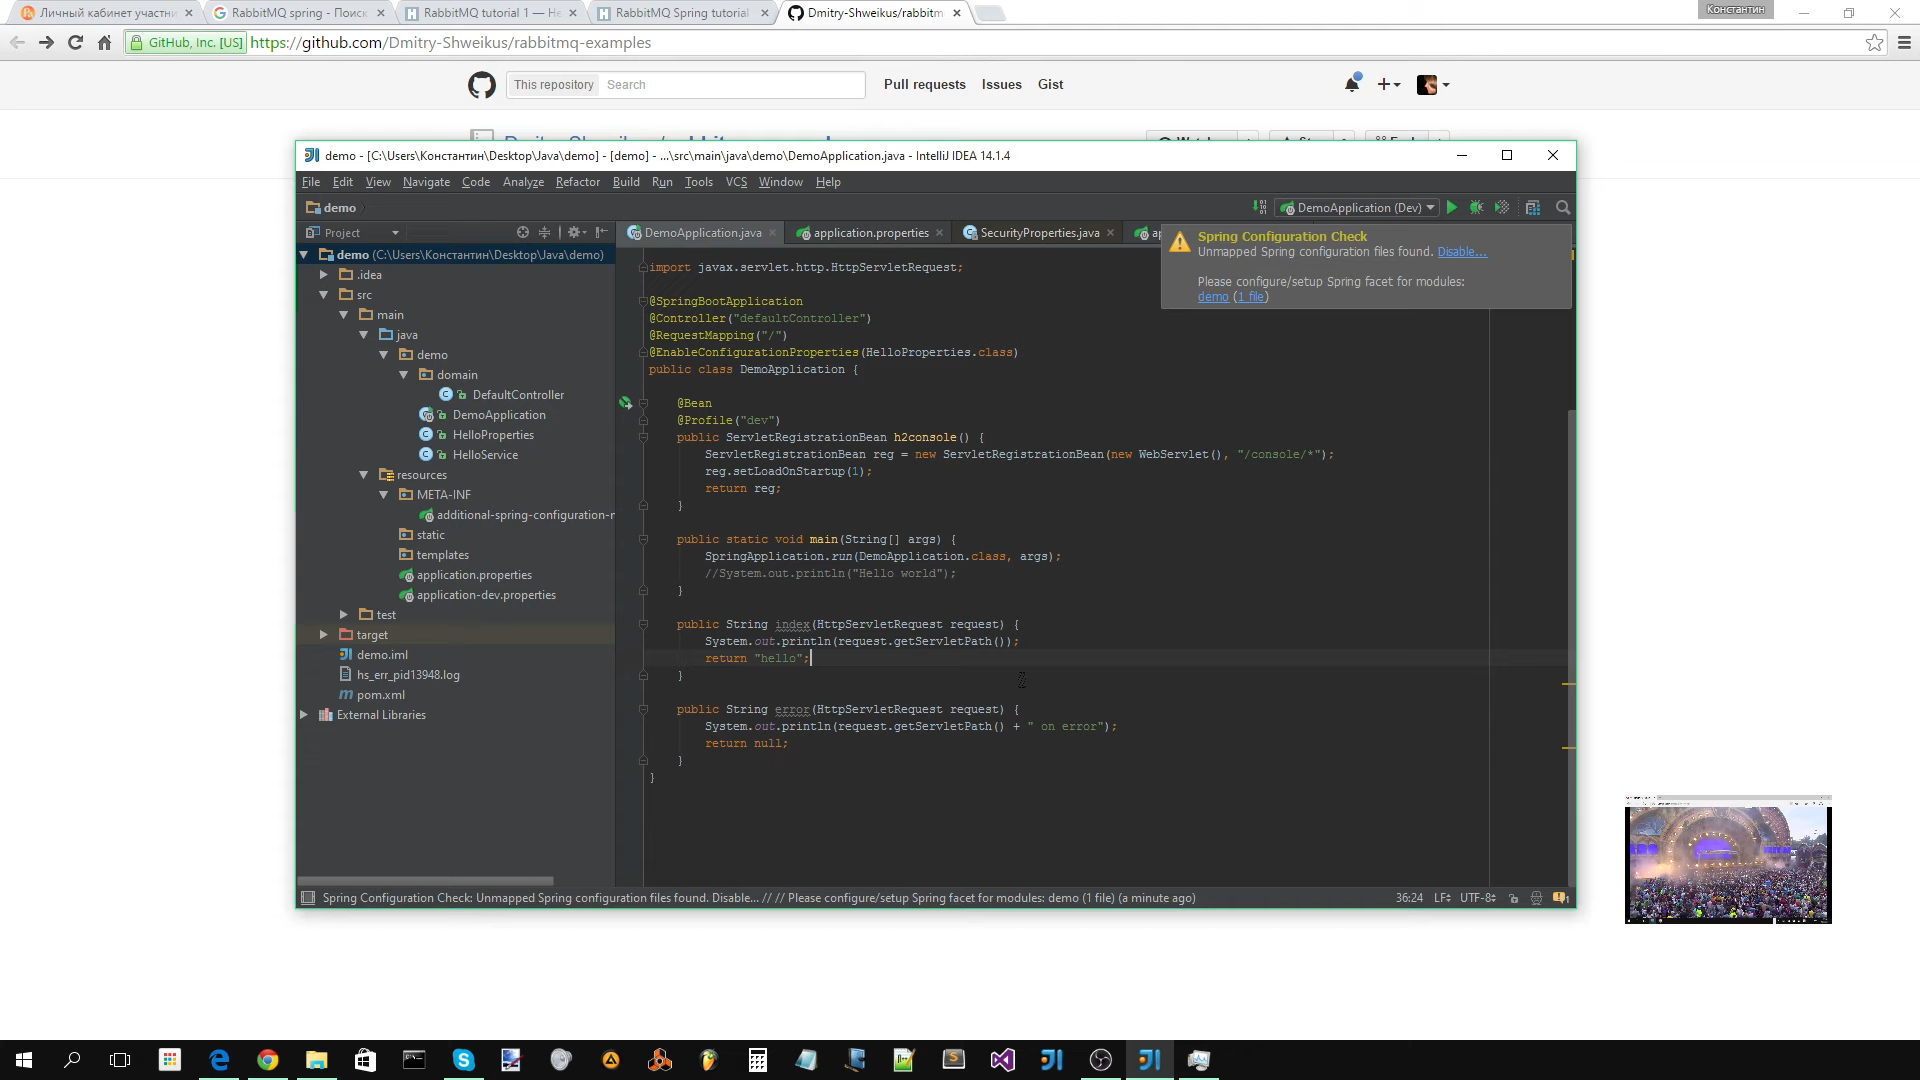 Личный кабинет участни
RabbitMQ spring - Поиск
RabbitMQ tutorial 1 — Не
RabbitMQ Spring tutorial
Dmitry-Shweikus/rabbitm
Константин
GitHub, Inc. [US]
https://github.com/Dmitry-Shweikus/rabbitmq-examples
This repository
Search
Pull requests
Issues
Gist
demo - [C:\Users\Константин\Desktop\Java\demo] - [demo] - ...\src\main\java\demo\DemoApplication.java - IntelliJ IDEA 14.1.4
File Edit View Navigate Code Analyze Refactor Build Run Tools VCS Window Help
demo
DemoApplication (Dev)
Project
DemoApplication.java
application.properties
SecurityProperties.java
ap
Spring Configuration Check
Unmapped Spring configuration files found. Disable...
Please configure/setup Spring facet for modules:
demo (1 file)
demo (C:\Users\Константин\Desktop\Java\demo)
.idea
src
main
java
demo
domain
DefaultController
DemoApplication
HelloProperties
HelloService
resources
META-INF
additional-spring-configuration-r
static
templates
application.properties
application-dev.properties
test
target
demo.iml
hs_err_pid13948.log
pom.xml
External Libraries
import javax.servlet.http.HttpServletRequest;
@SpringBootApplication
@Controller("defaultController")
@RequestMapping("/")
@EnableConfigurationProperties(HelloProperties.class)
public class DemoApplication {
@Bean
@Profile("dev")
public ServletRegistrationBean h2console() {
ServletRegistrationBean reg = new ServletRegistrationBean(new WebServlet(), "/console/*");
reg.setLoadOnStartup(1);
return reg;
}
public static void main(String[] args) {
SpringApplication.run(DemoApplication.class, args);
//System.out.println("Hello world");
}
public String index(HttpServletRequest request) {
System.out.println(request.getServletPath());
return "hello";
}
public String error(HttpServletRequest request) {
System.out.println(request.getServletPath() + " on error");
return null;
}
}
Spring Configuration Check: Unmapped Spring configuration files found. Disable... // // Please configure/setup Spring facet for modules: demo (1 file) (a minute ago)
36:24
LF
UTF-8
1